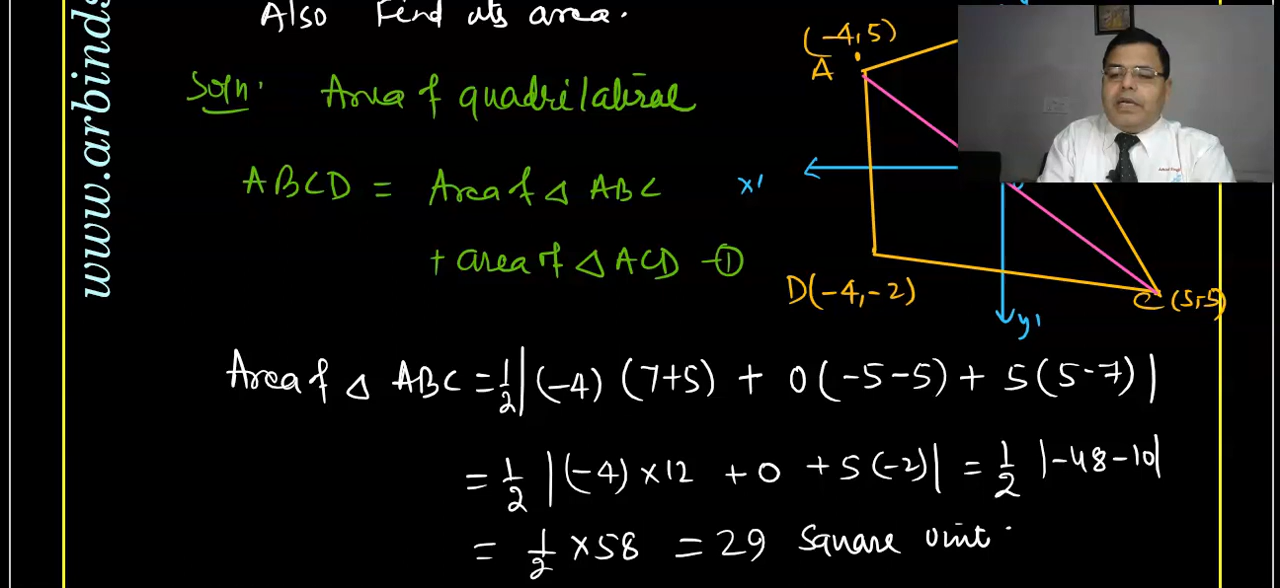 Also Find its area.
www.arbinds
Soln: Area of quadrilateral
ABCD = Area of △ ABC
+ area of △ ACD -①
(-4,5)
A
x'
D(-4,-2)
C (5,-5)
y'
Area of △ ABC = 1/2 |(-4) (7+5) + 0(-5-5) + 5(5-7)|
= 1/2 |(-4)×12 + 0 + 5(-2)| = 1/2 |-48-10|
= 1/2 ×58 = 29 Square unit.